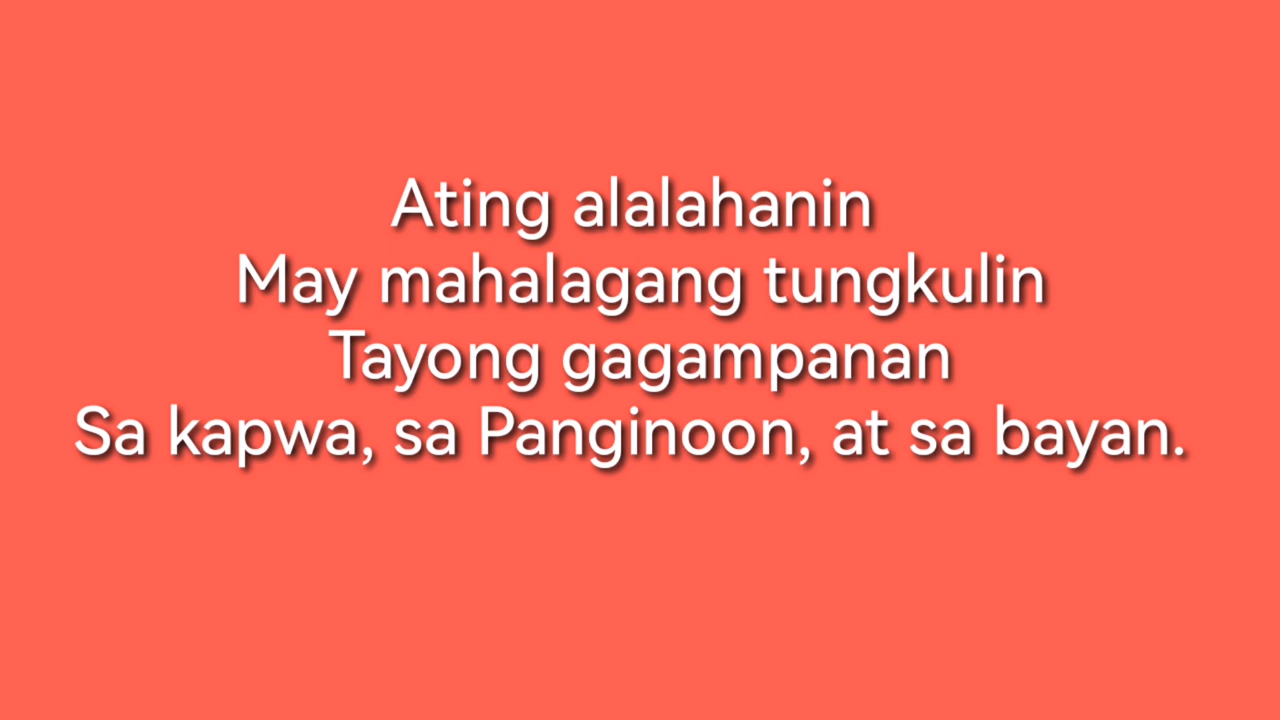 Ating alalahanin
May mahalagang tungkulin
Tayong gagampanan
Sa kapwa, sa Panginoon, at sa bayan.